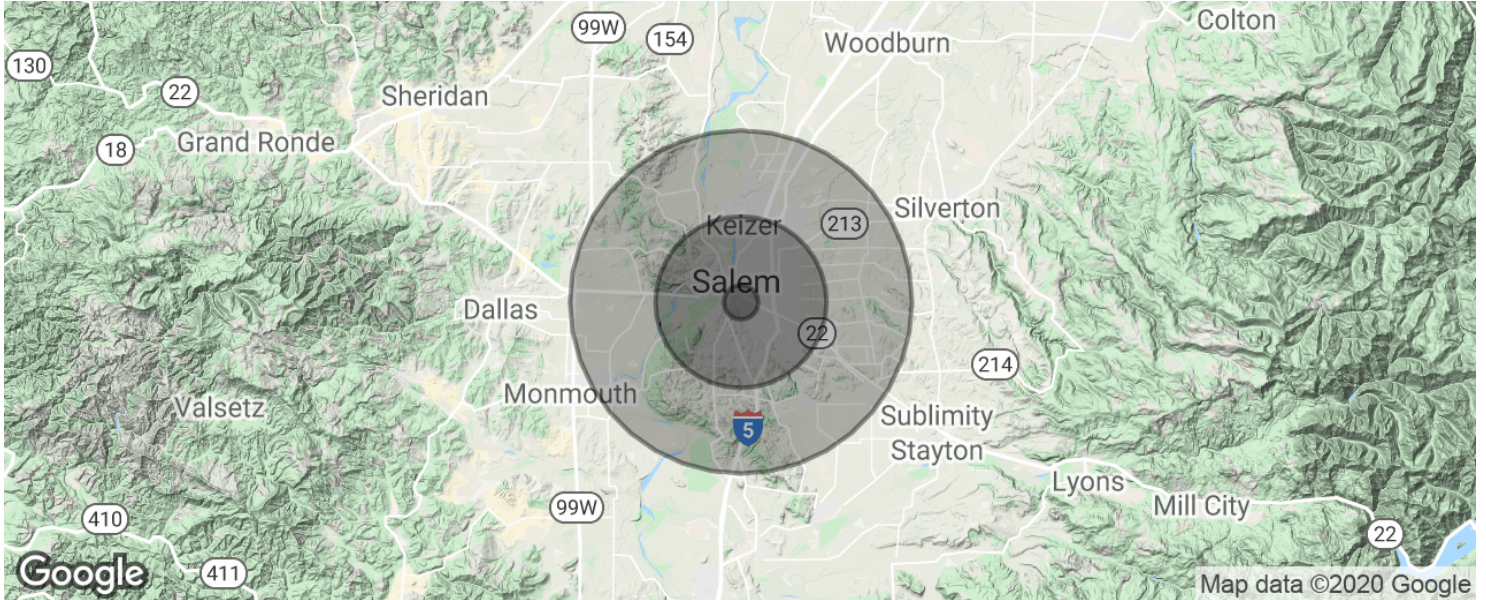 Colton
99W
154
Woodburn
130
22
Sheridan
18
Grand Ronde
Silverton
213
Keizer
Salem
Dallas
22
214
Monmouth
Valsetz
Sublimity
5
Stayton
Lyons
Mill City
99W
410
22
Google
411
Map data ©2020 Google